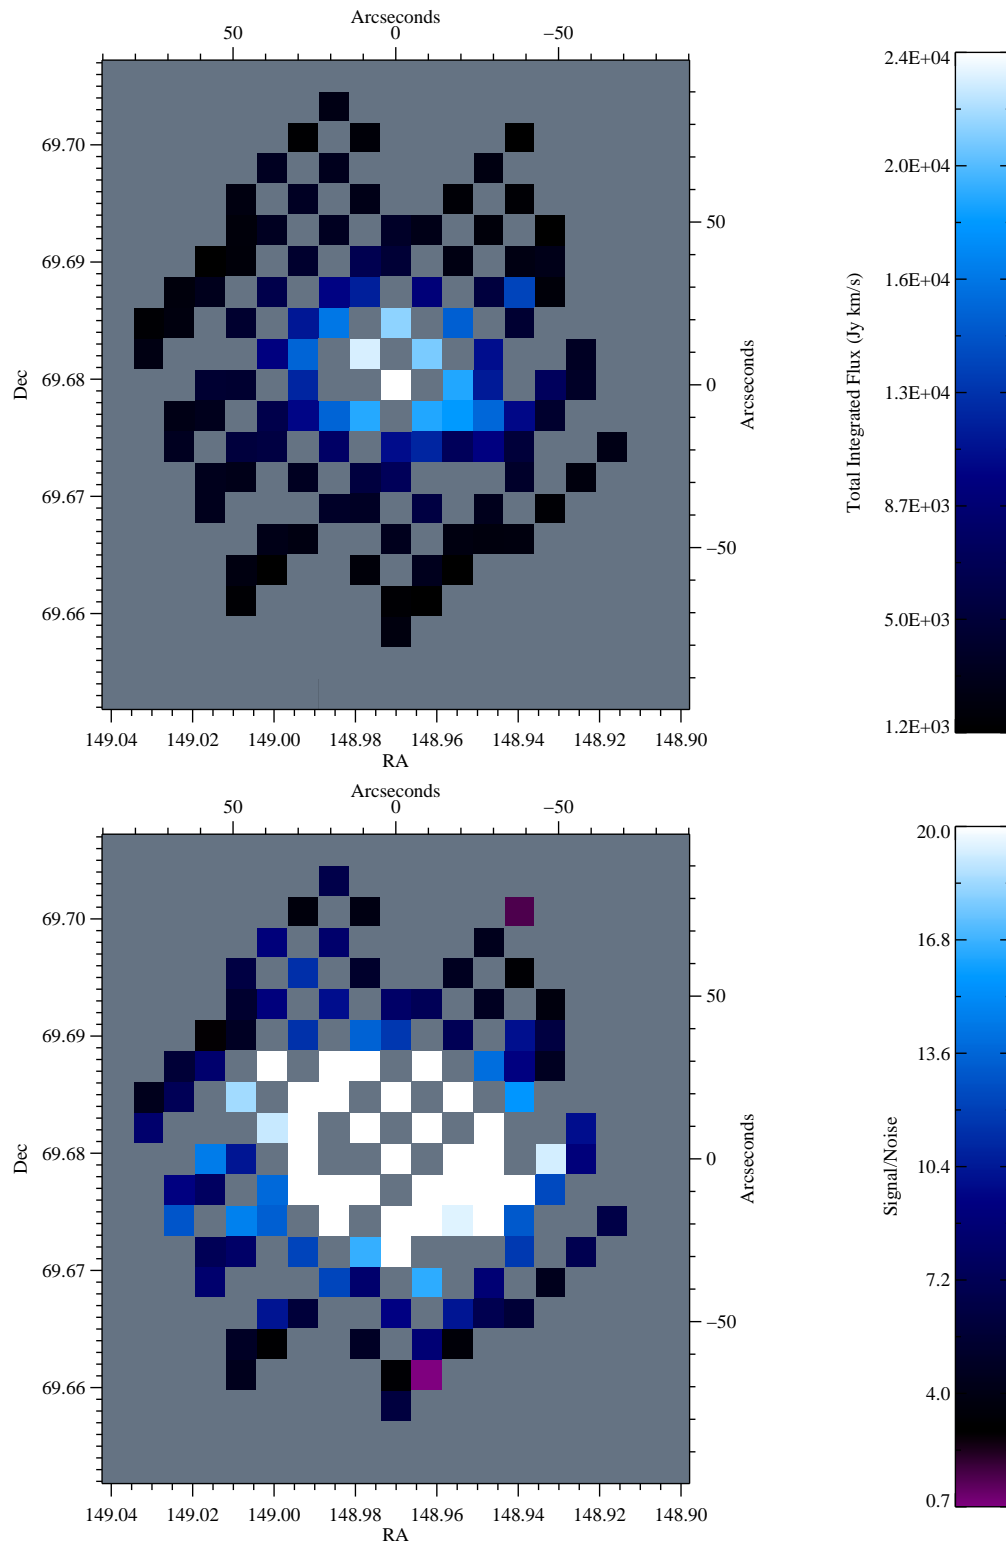 Arcseconds
50 0 −50
2.4E+04
69.70
2.0E+04
50
69.69
1.6E+04
Dec
69.68
0
Arcseconds
1.3E+04
Total Integrated Flux (Jy km/s)
69.67
8.7E+03
−50
69.66
5.0E+03
1.2E+03
149.04 149.02 149.00 148.98 148.96 148.94 148.92 148.90
RA
Arcseconds
50 0 −50
20.0
69.70
16.8
50
69.69
13.6
Dec
69.68
0
Arcseconds
10.4
Signal/Noise
69.67
7.2
−50
69.66
4.0
0.7
149.04 149.02 149.00 148.98 148.96 148.94 148.92 148.90
RA